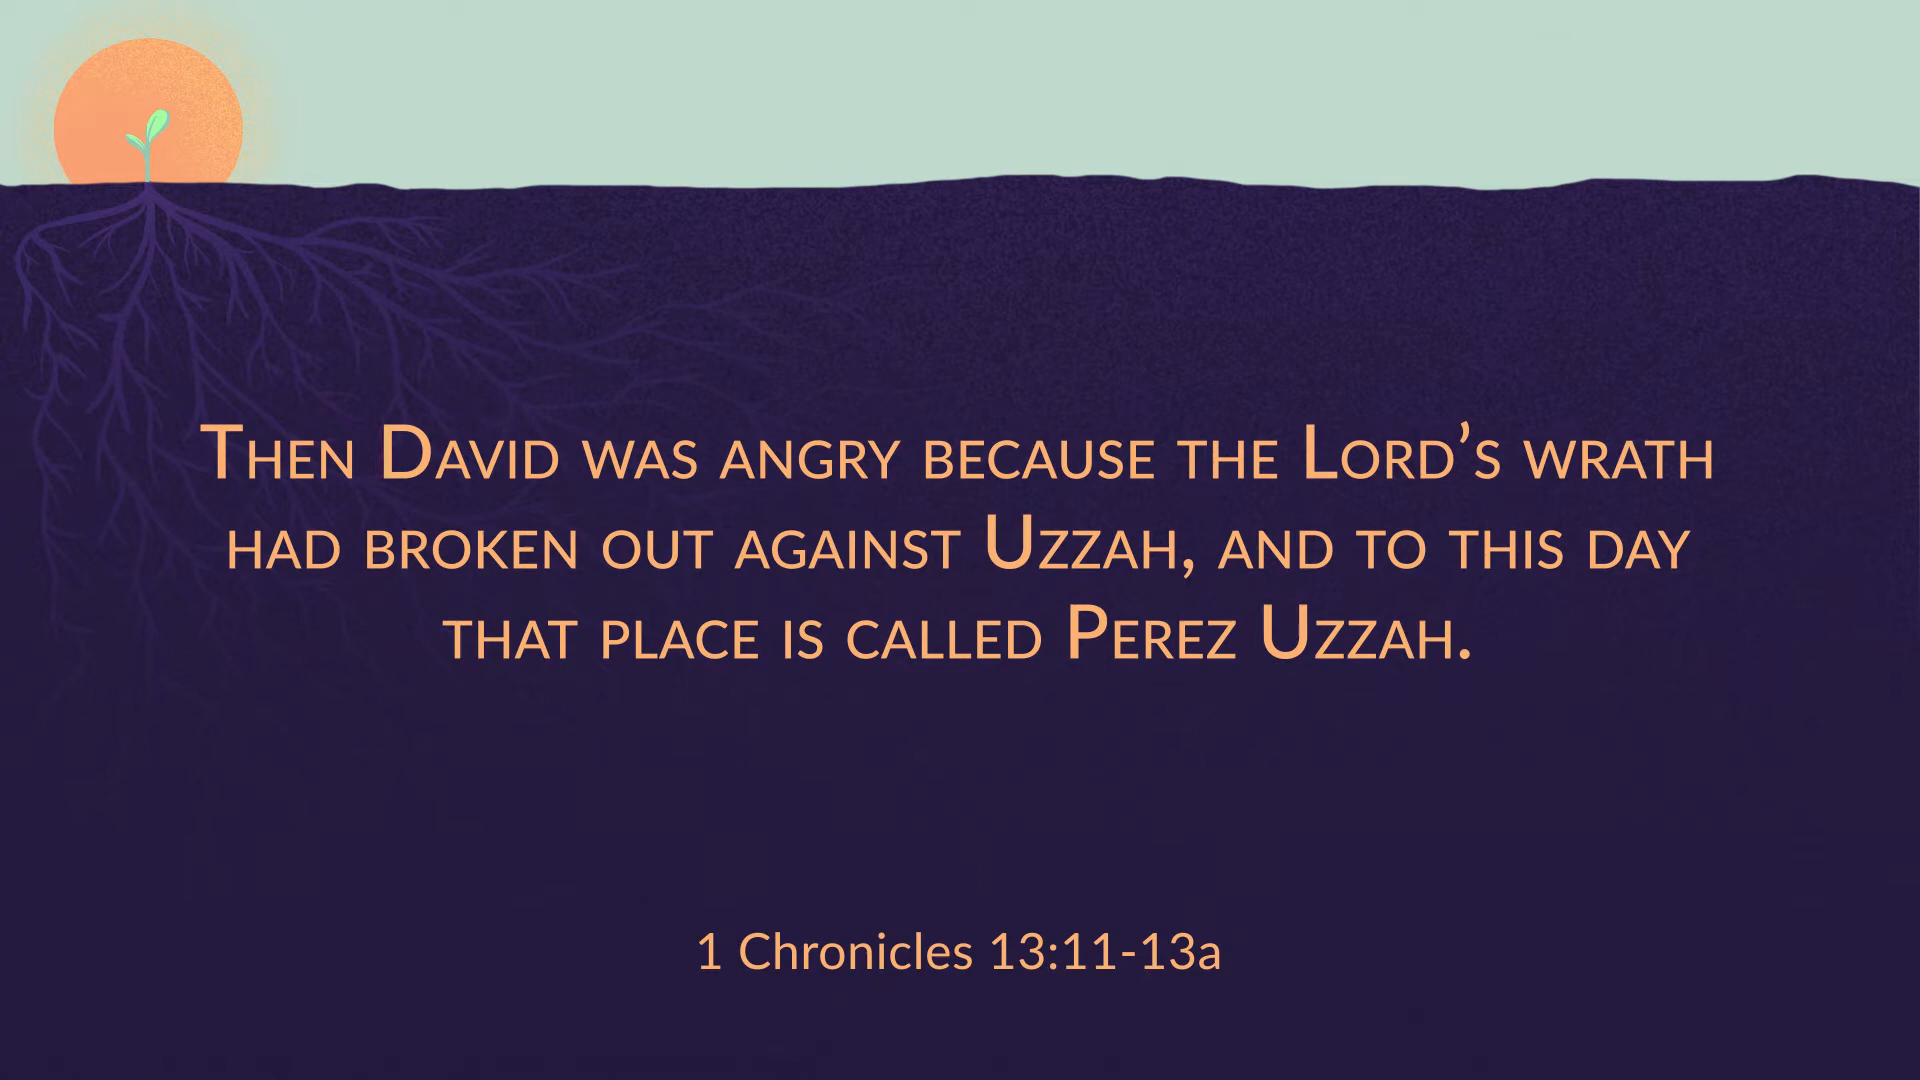 Then David was angry because the Lord’s wrath
had broken out against Uzzah, and to this day
that place is called Perez Uzzah.
1 Chronicles 13:11-13a